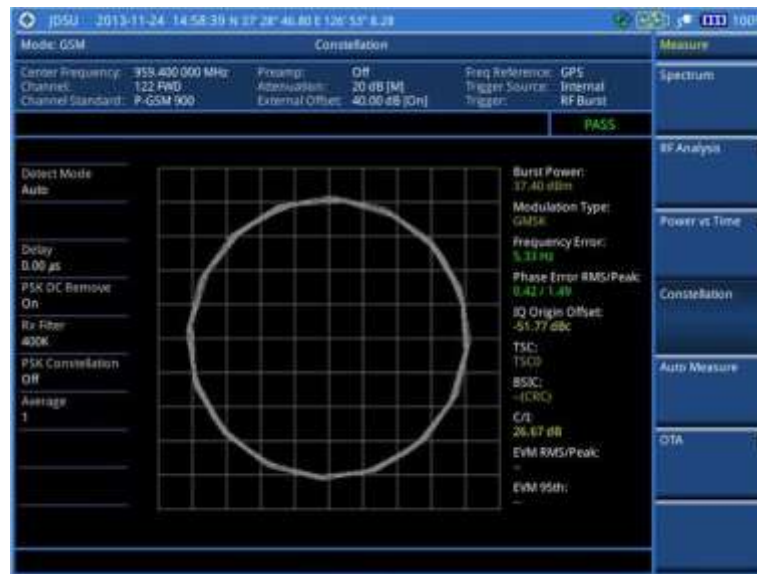 JDSU 2013-11-24 14:58:39 N 37° 28" 46.80 E 126° 53" 8.28 100%
Mode: GSM
Constellation
Measure
Center Frequency: 959.400 000 MHz
Channel: 122 FWD
Channel Standard: P-GSM 900
Preamp: Off
Attenuation: 20 dB [M]
External Offset: 40.00 dB [On]
Freq Reference: GPS
Trigger Source: Internal
Trigger: RF Burst
PASS
Detect Mode
Auto
Delay
0.00 µs
PSK DC Remove
On
Rx Filter
400K
PSK Constellation
Off
Average
1
Burst Power:
37.40 dBm
Modulation Type:
GMSK
Frequency Error:
5.33 Hz
Phase Error RMS/Peak:
0.42 / 1.49
IQ Origin Offset:
-51.77 dBc
TSC:
TSC0
BSIC:
--(CRC)
C/I:
26.67 dB
EVM RMS/Peak:
--
EVM 95th:
--
Spectrum
RF Analysis
Power vs Time
Constellation
Auto Measure
OTA